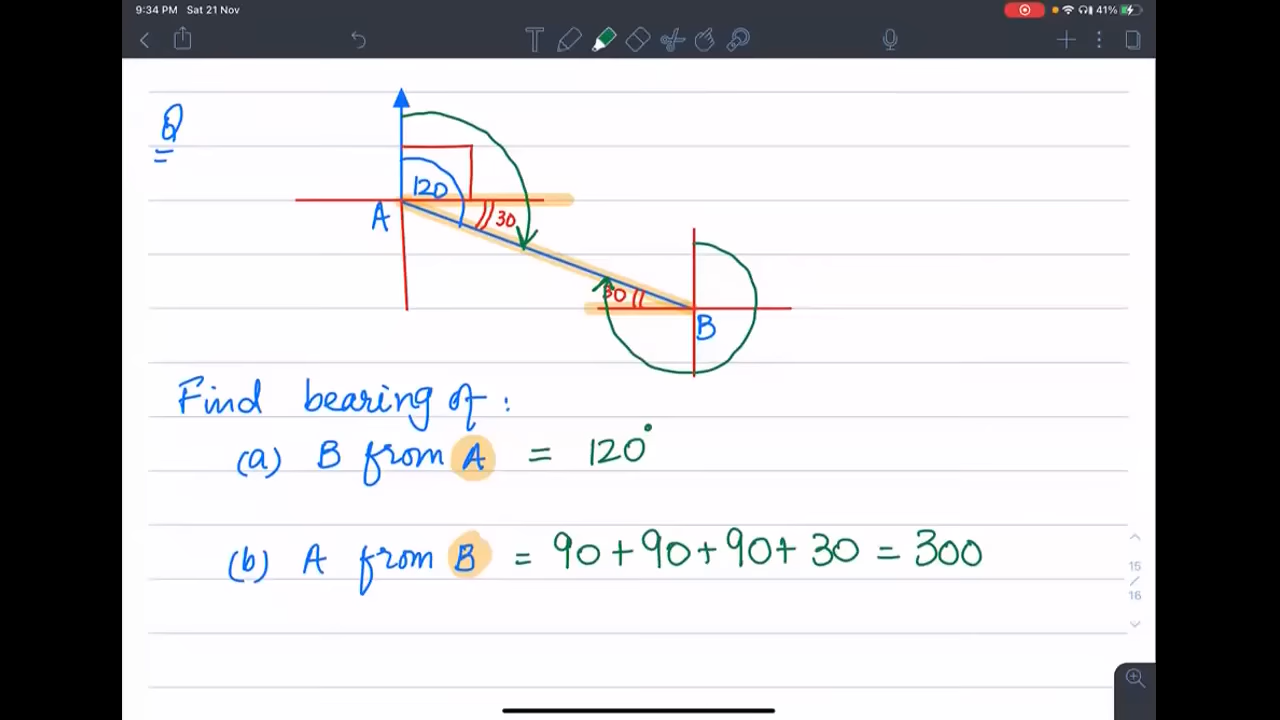 9:34 PM Sat 21 Nov
41%
Q
120
A
30
30
B
Find bearing of :
(a) B from A = 120°
(b) A from B = 90+90+90+30 = 300
15
/
16